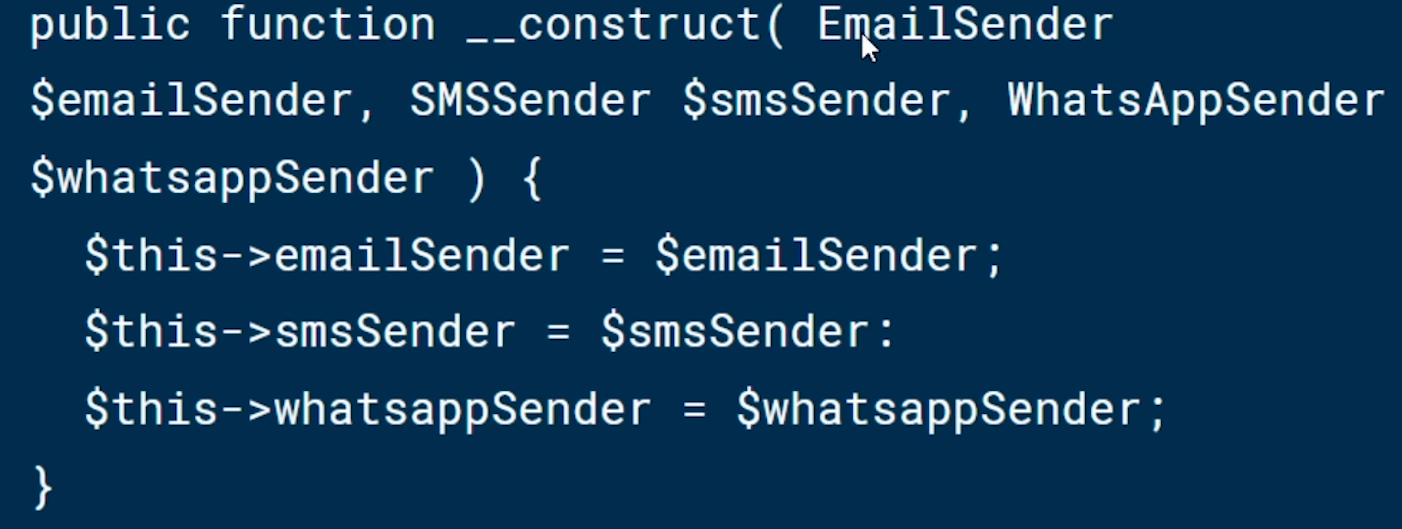 public function __construct( EmailSender
$emailSender, SMSSender $smsSender, WhatsAppSender
$whatsappSender ) {
  $this->emailSender = $emailSender;
  $this->smsSender = $smsSender:
  $this->whatsappSender = $whatsappSender;
}